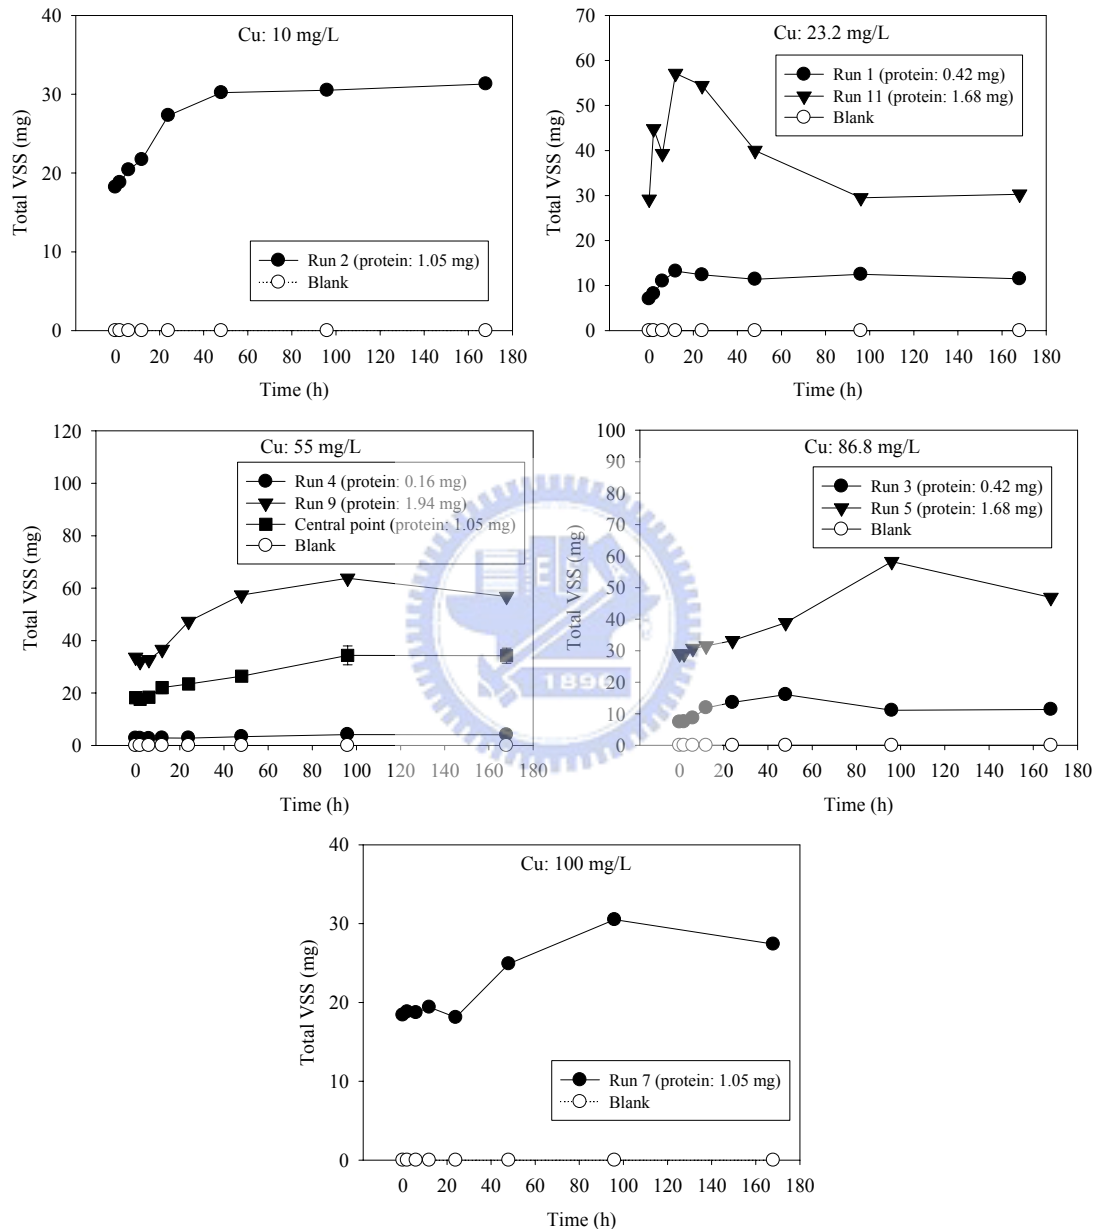 Cu: 10 mg/L
40
30
20
10
0
Total VSS (mg)
Run 2 (protein: 1.05 mg)
Blank
0 20 40 60 80 100 120 140 160 180
Time (h)
Cu: 23.2 mg/L
70
60
50
40
30
20
10
0
Total VSS (mg)
Run 1 (protein: 0.42 mg)
Run 11 (protein: 1.68 mg)
Blank
0 20 40 60 80 100 120 140 160 180
Time (h)
Cu: 55 mg/L
120
100
80
60
40
20
0
Total VSS (mg)
Run 4 (protein: 0.16 mg)
Run 9 (protein: 1.94 mg)
Central point (protein: 1.05 mg)
Blank
0 20 40 60 80 100 120 140 160 180
Time (h)
Cu: 86.8 mg/L
100
90
80
70
60
50
40
30
20
10
0
Total VSS (mg)
Run 3 (protein: 0.42 mg)
Run 5 (protein: 1.68 mg)
Blank
0 20 40 60 80 100 120 140 160 180
Time (h)
1896
Cu: 100 mg/L
40
30
20
10
0
Total VSS (mg)
Run 7 (protein: 1.05 mg)
Blank
0 20 40 60 80 100 120 140 160 180
Time (h)